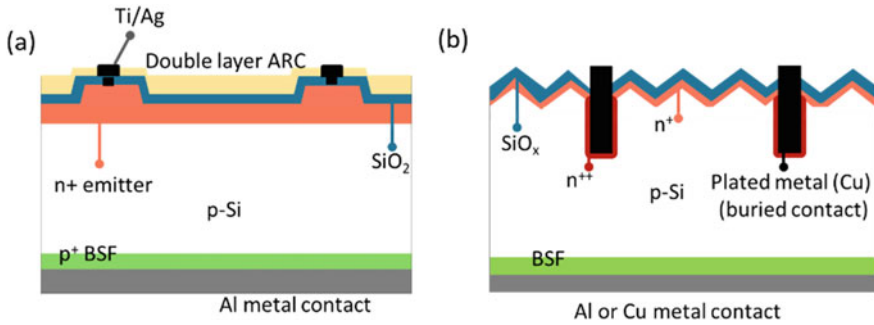 (a)
Ti/Ag
Double layer ARC
SiO₂
n+ emitter
p-Si
p⁺ BSF
Al metal contact
(b)
n⁺
SiOₓ
n⁺⁺
Plated metal (Cu)
(buried contact)
p-Si
BSF
Al or Cu metal contact